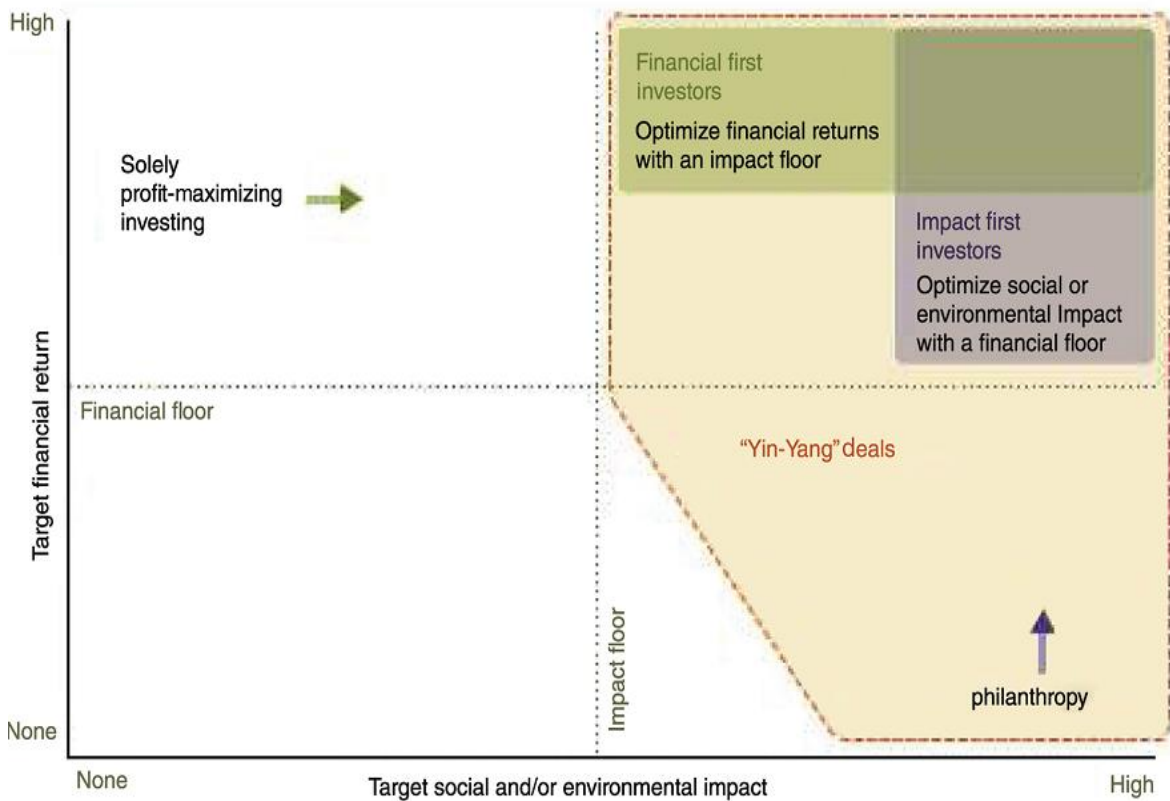 High
Financial first
investors
Optimize financial returns
with an impact floor
Solely
profit-maximizing
investing
Impact first
investors
Optimize social or
environmental Impact
with a financial floor
Target financial return
Financial floor
“Yin-Yang” deals
Impact floor
philanthropy
None
None
Target social and/or environmental impact
High